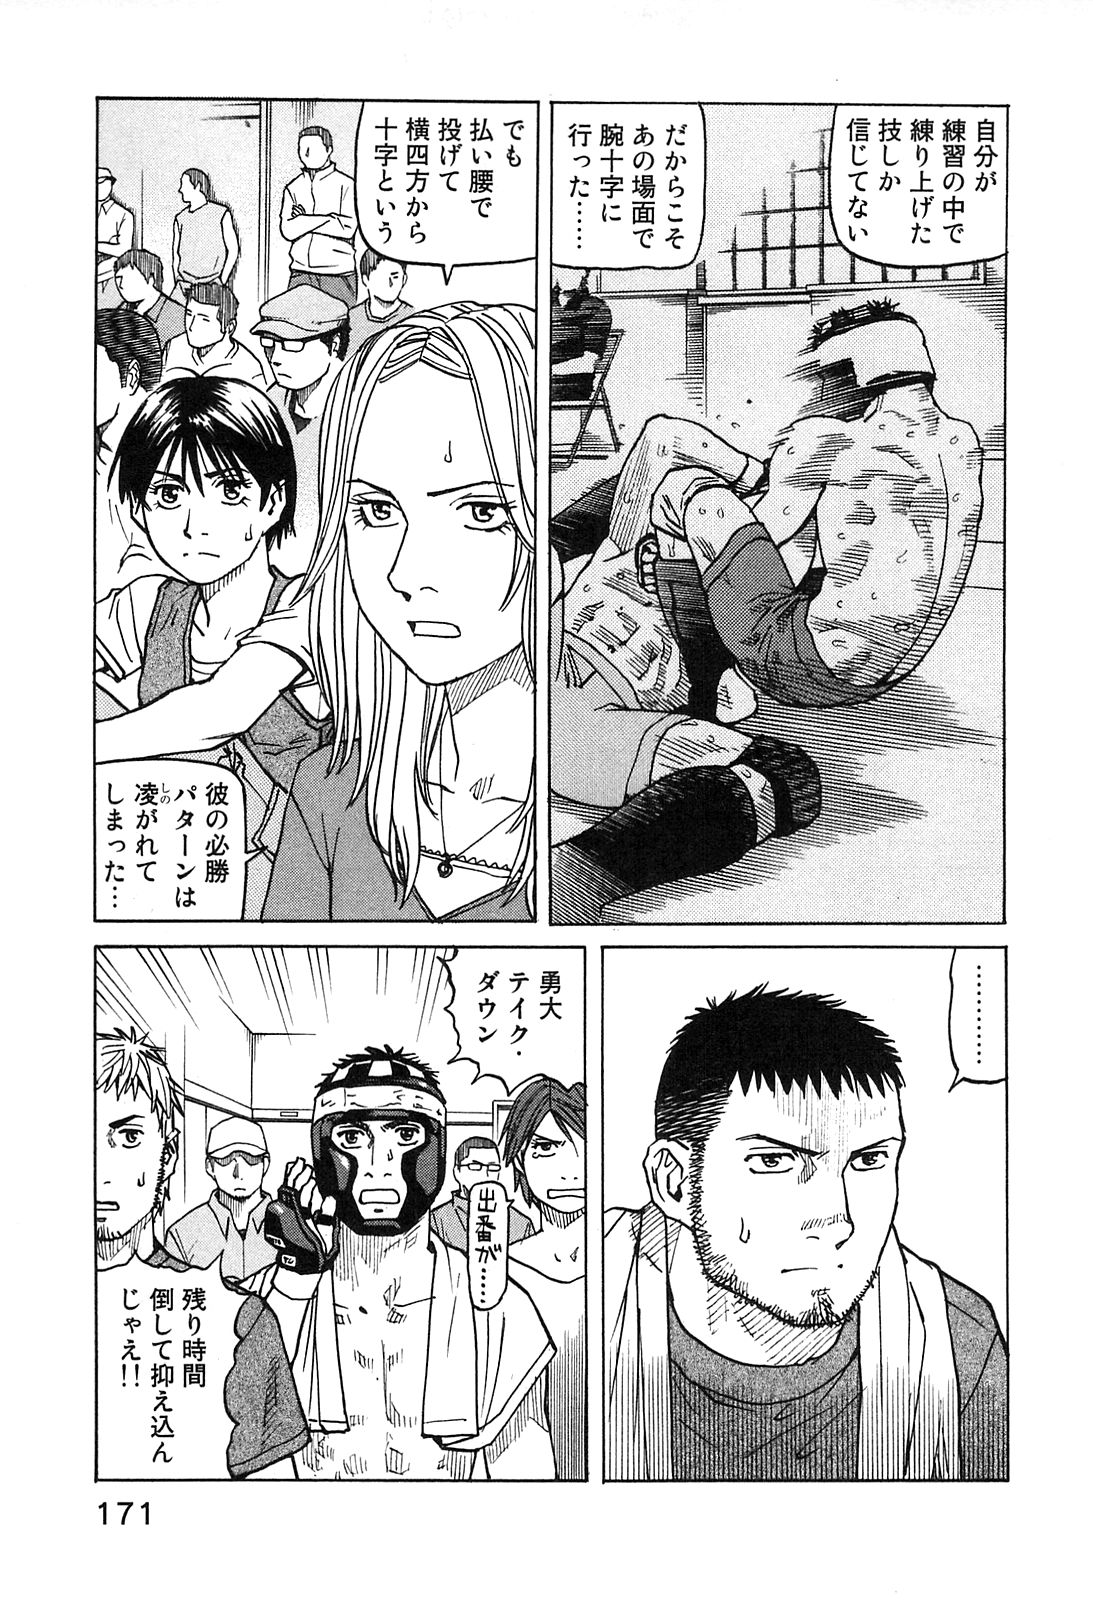 自分が
練習の中で
練り上げた
技しか
信じてない
だからこそ
あの場面で
腕十字に
行った……
でも
払い腰で
投げて
横四方から
十字という
彼の必勝
パターンは
凌がれて
しの
しまった…
…………
勇大
テイク・
ダウン
出番が……
残り時間
倒して抑え込ん
じゃえ!!
171